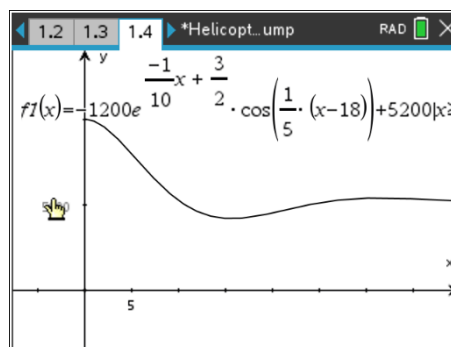 1.2 1.3 1.4 *Helicopt...ump RAD
y
f1(x)=-1200e^(-1/10 x + 3/2)·cos(1/5·(x-18))+5200|x≥
x
5